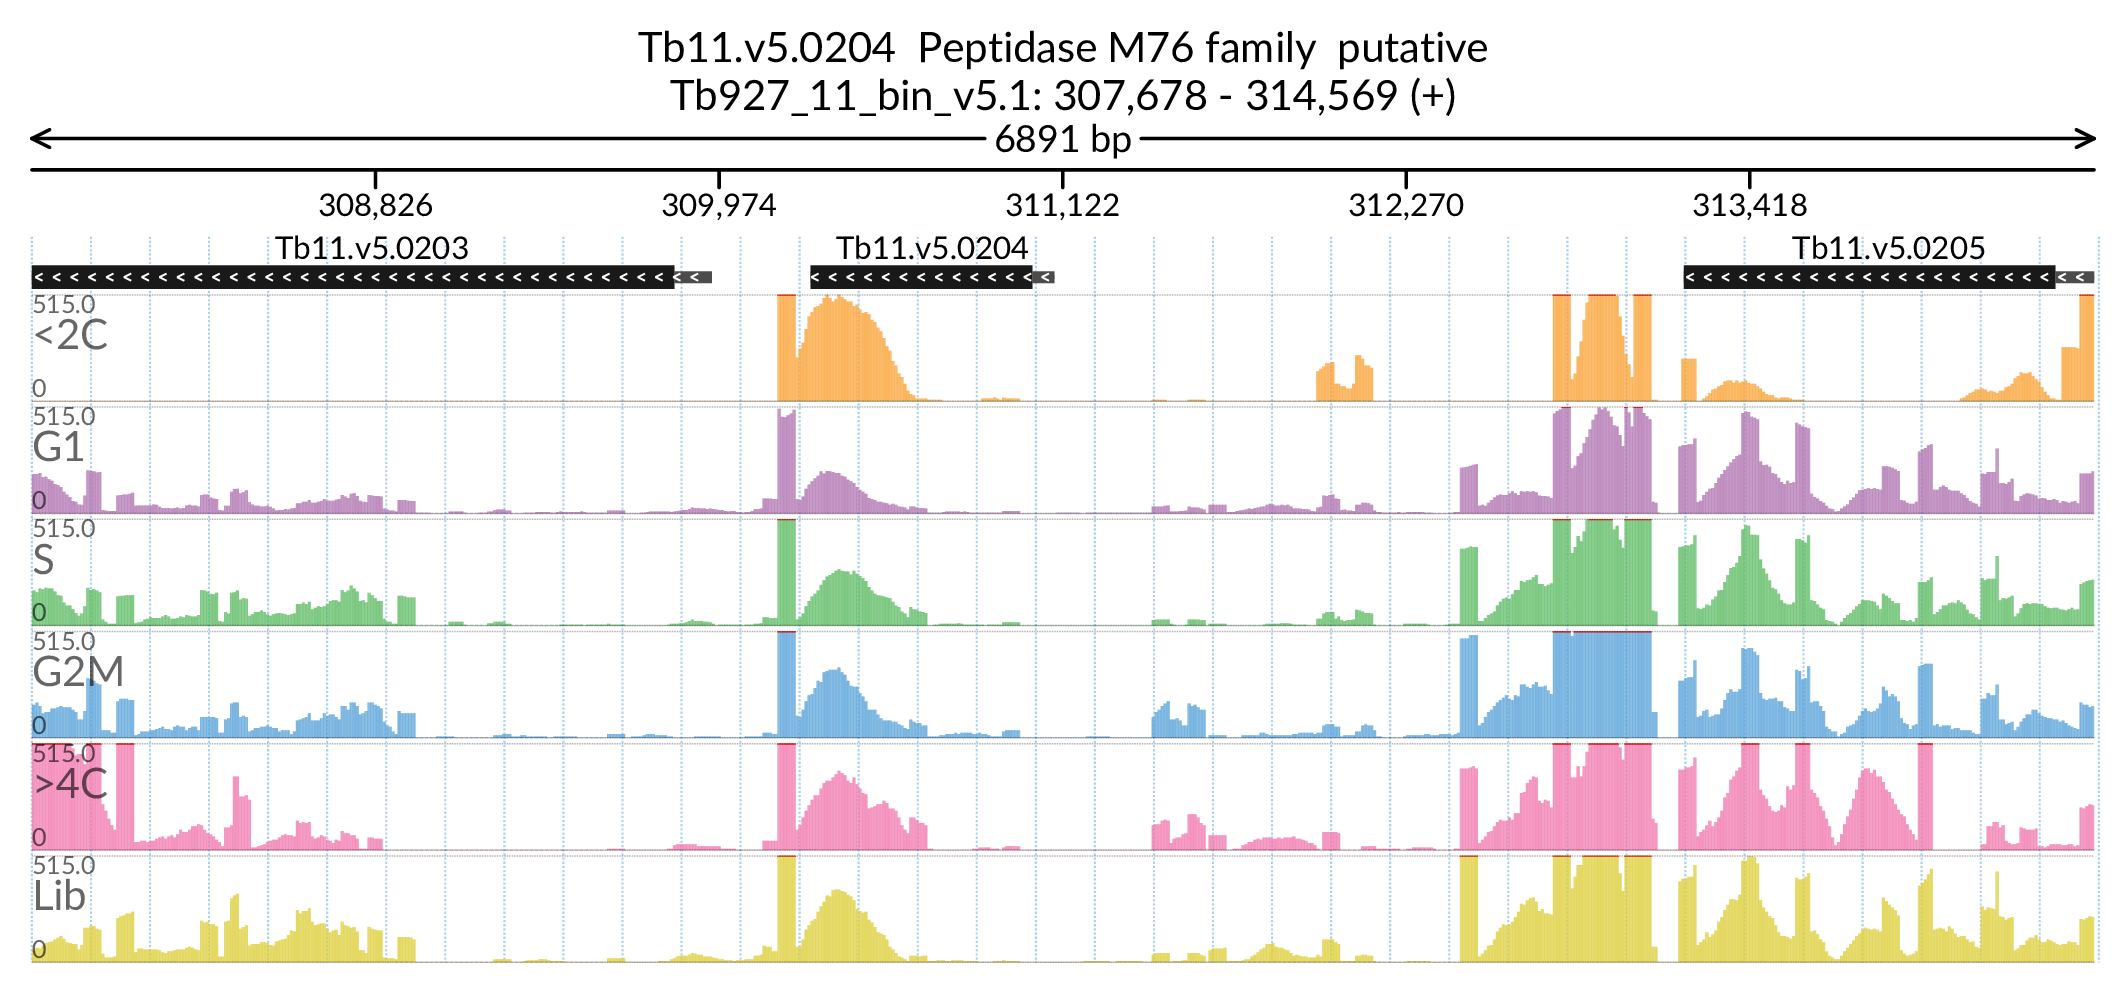 Tb11.v5.0204  Peptidase M76 family  putative
Tb927_11_bin_v5.1: 307,678 - 314,569 (+)
6891 bp
308,826 309,974 311,122 312,270 313,418
Tb11.v5.0203 Tb11.v5.0204 Tb11.v5.0205
515.0
<2C
0
515.0
G1
0
515.0
S
0
515.0
G2M
0
515.0
>4C
0
515.0
Lib
0